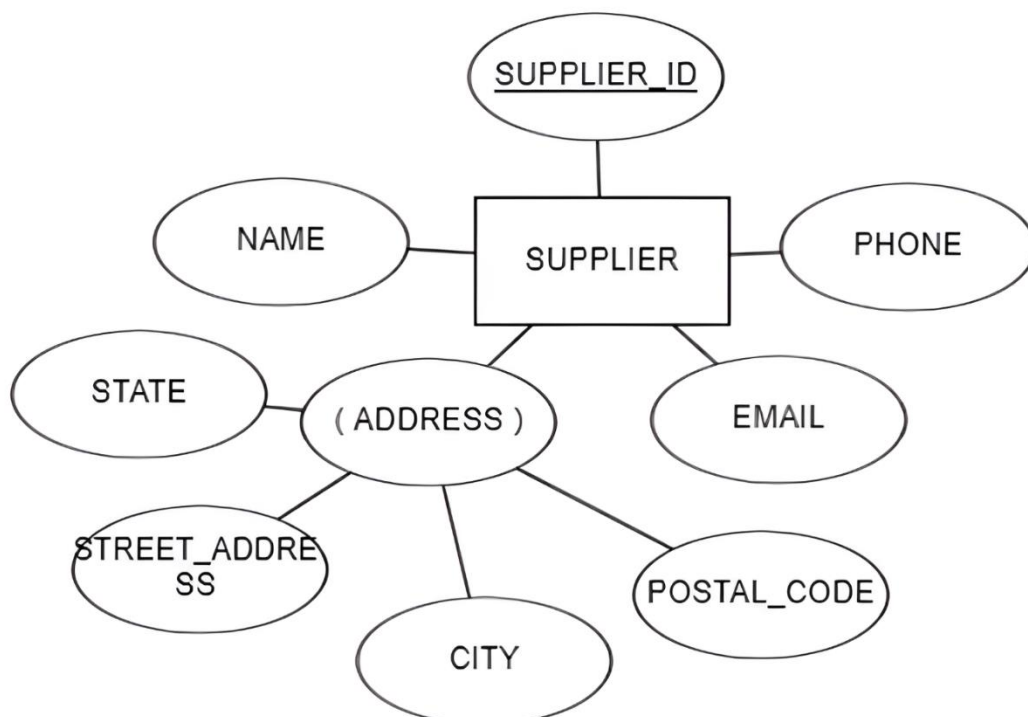 SUPPLIER_ID
NAME
SUPPLIER
PHONE
STATE
( ADDRESS )
EMAIL
STREET_ADDRE
SS
POSTAL_CODE
CITY